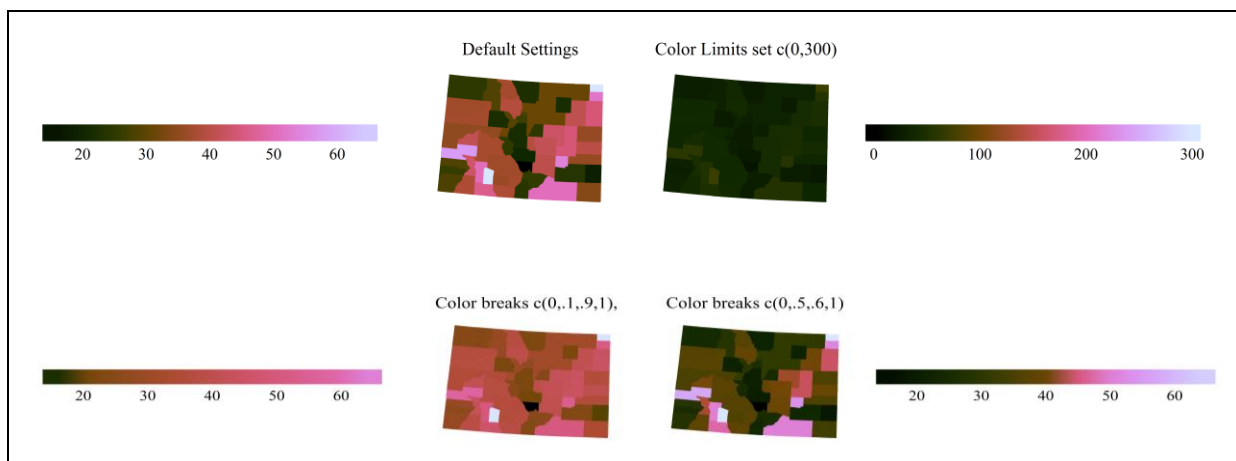 Default Settings
Color Limits set c(0,300)
20 30 40 50 60
0 100 200 300
Color breaks c(0,.1,.9,1),
Color breaks c(0,.5,.6,1)
20 30 40 50 60
20 30 40 50 60